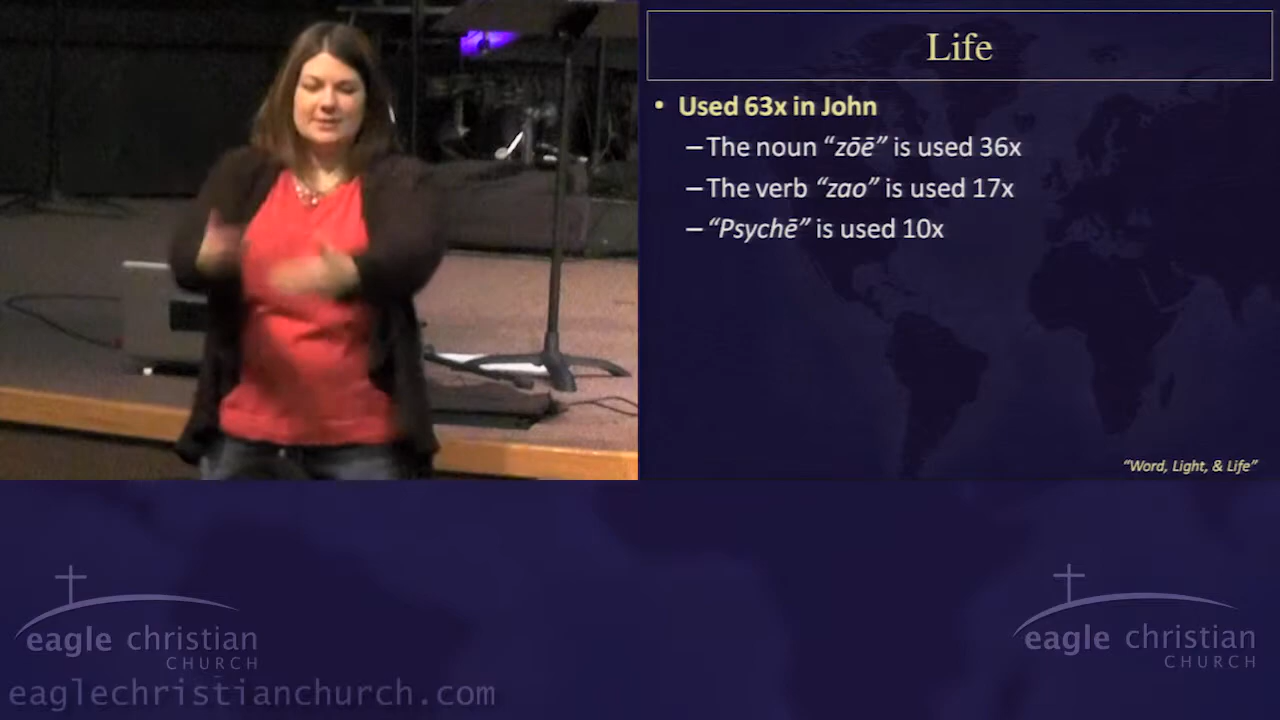 Life
• Used 63x in John
– The noun “zōē” is used 36x
– The verb “zao” is used 17x
– “Psychē” is used 10x
“Word, Light, & Life”
eagle christian
CHURCH
eagle christian
CHURCH
eaglechristianchurch.com